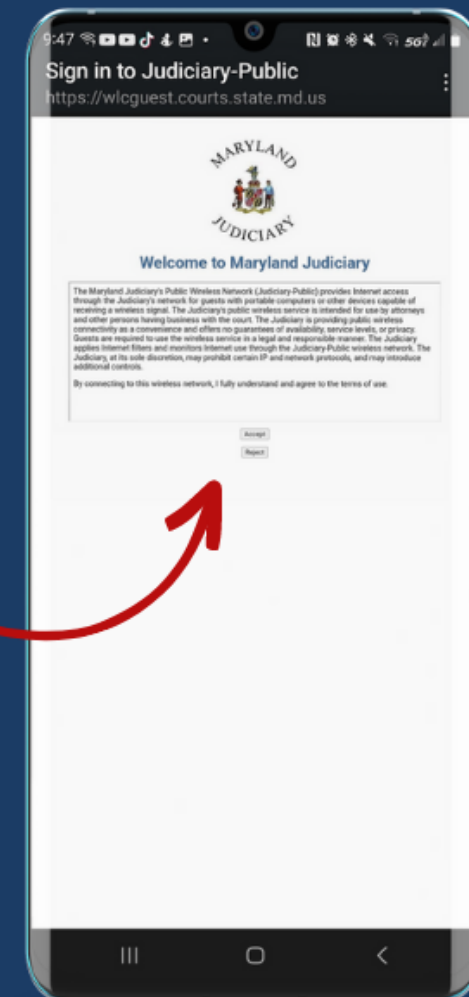 9:47
5G
Sign in to Judiciary-Public
https://wlcguest.courts.state.md.us
MARYLAND
JUDICIARY
Welcome to Maryland Judiciary
The Maryland Judiciary's Public Wireless Network (Judiciary-Public) provides Internet access
through the Judiciary's network for guests with portable computers or other devices capable of
receiving a wireless signal. The Judiciary's public wireless service is intended for use by attorneys
and other persons having business with the court. The Judiciary is providing public wireless
connectivity as a convenience and offers no guarantees of availability, service levels, or privacy.
Guests are required to use the wireless service in a legal and responsible manner. The Judiciary
applies Internet filters and monitors Internet use through the Judiciary-Public wireless network. The
Judiciary, at its sole discretion, may prohibit certain IP and network protocols, and may introduce
additional controls.
By connecting to this wireless network, I fully understand and agree to the terms of use.
Accept
Reject